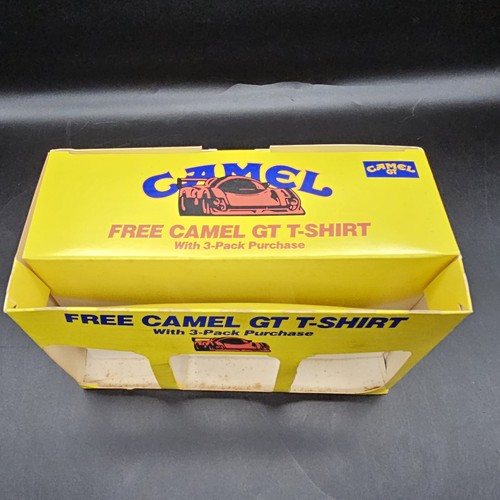 CAMEL
CAMEL
GT
FREE CAMEL GT T-SHIRT
With 3-Pack Purchase
FREE CAMEL GT T-SHIRT
With 3-Pack Purchase